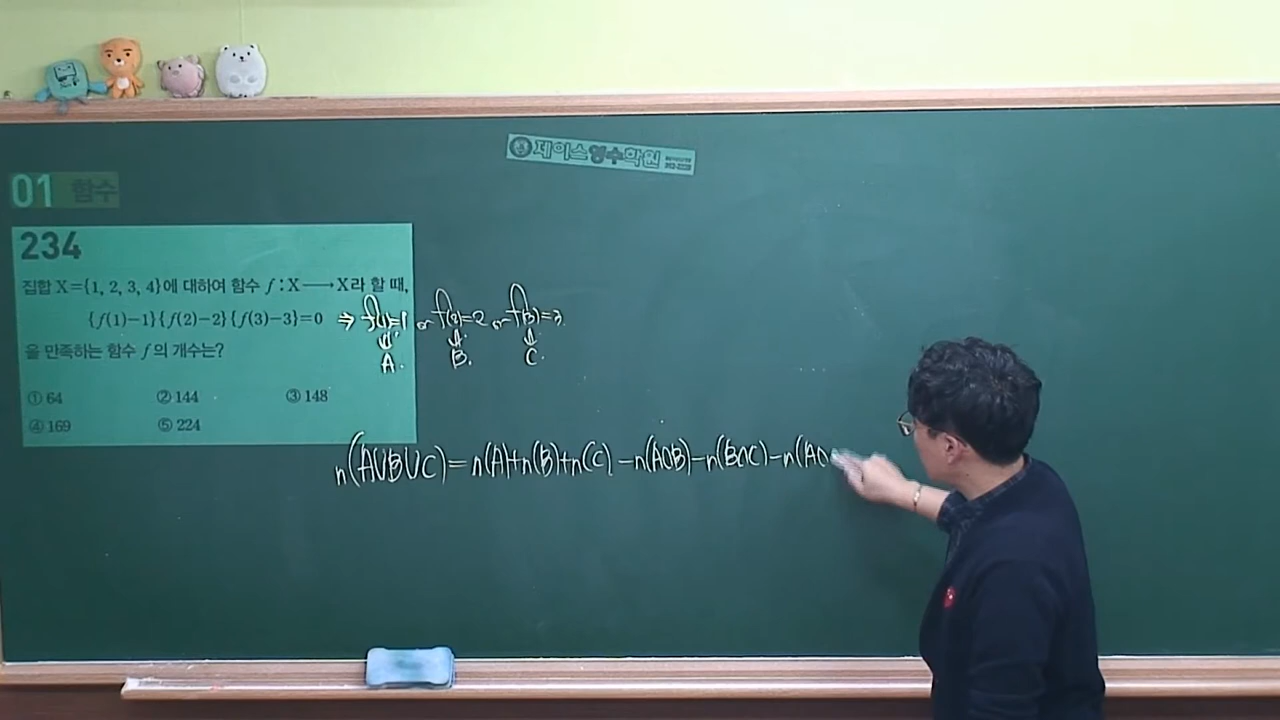 제이스영수학원
01 함수
234
집합 X={1, 2, 3, 4}에 대하여 함수 f : X⟶X라 할 때,
{f(1)-1}{f(2)-2}{f(3)-3}=0 ⇒ f(1)=1 or f(2)=2 or f(3)=3
⇓ ⇓ ⇓
A. B. C.
을 만족하는 함수 f의 개수는?
① 64 ② 144 ③ 148
④ 169 ⑤ 224
n(A∪B∪C)=n(A)+n(B)+n(C)-n(A∩B)-n(B∩C)-n(A∩